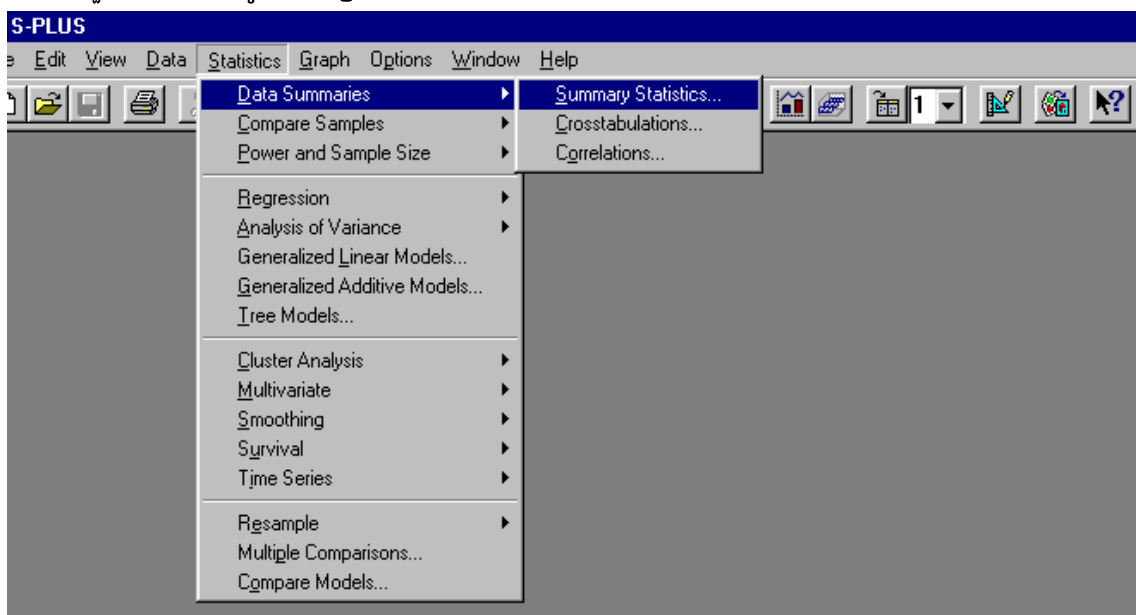 S-PLUS
Edit View Data Statistics Graph Options Window Help
1
Data Summaries
Compare Samples
Power and Sample Size
Regression
Analysis of Variance
Generalized Linear Models...
Generalized Additive Models...
Tree Models...
Cluster Analysis
Multivariate
Smoothing
Survival
Time Series
Resample
Multiple Comparisons...
Compare Models...
Summary Statistics...
Crosstabulations...
Correlations...